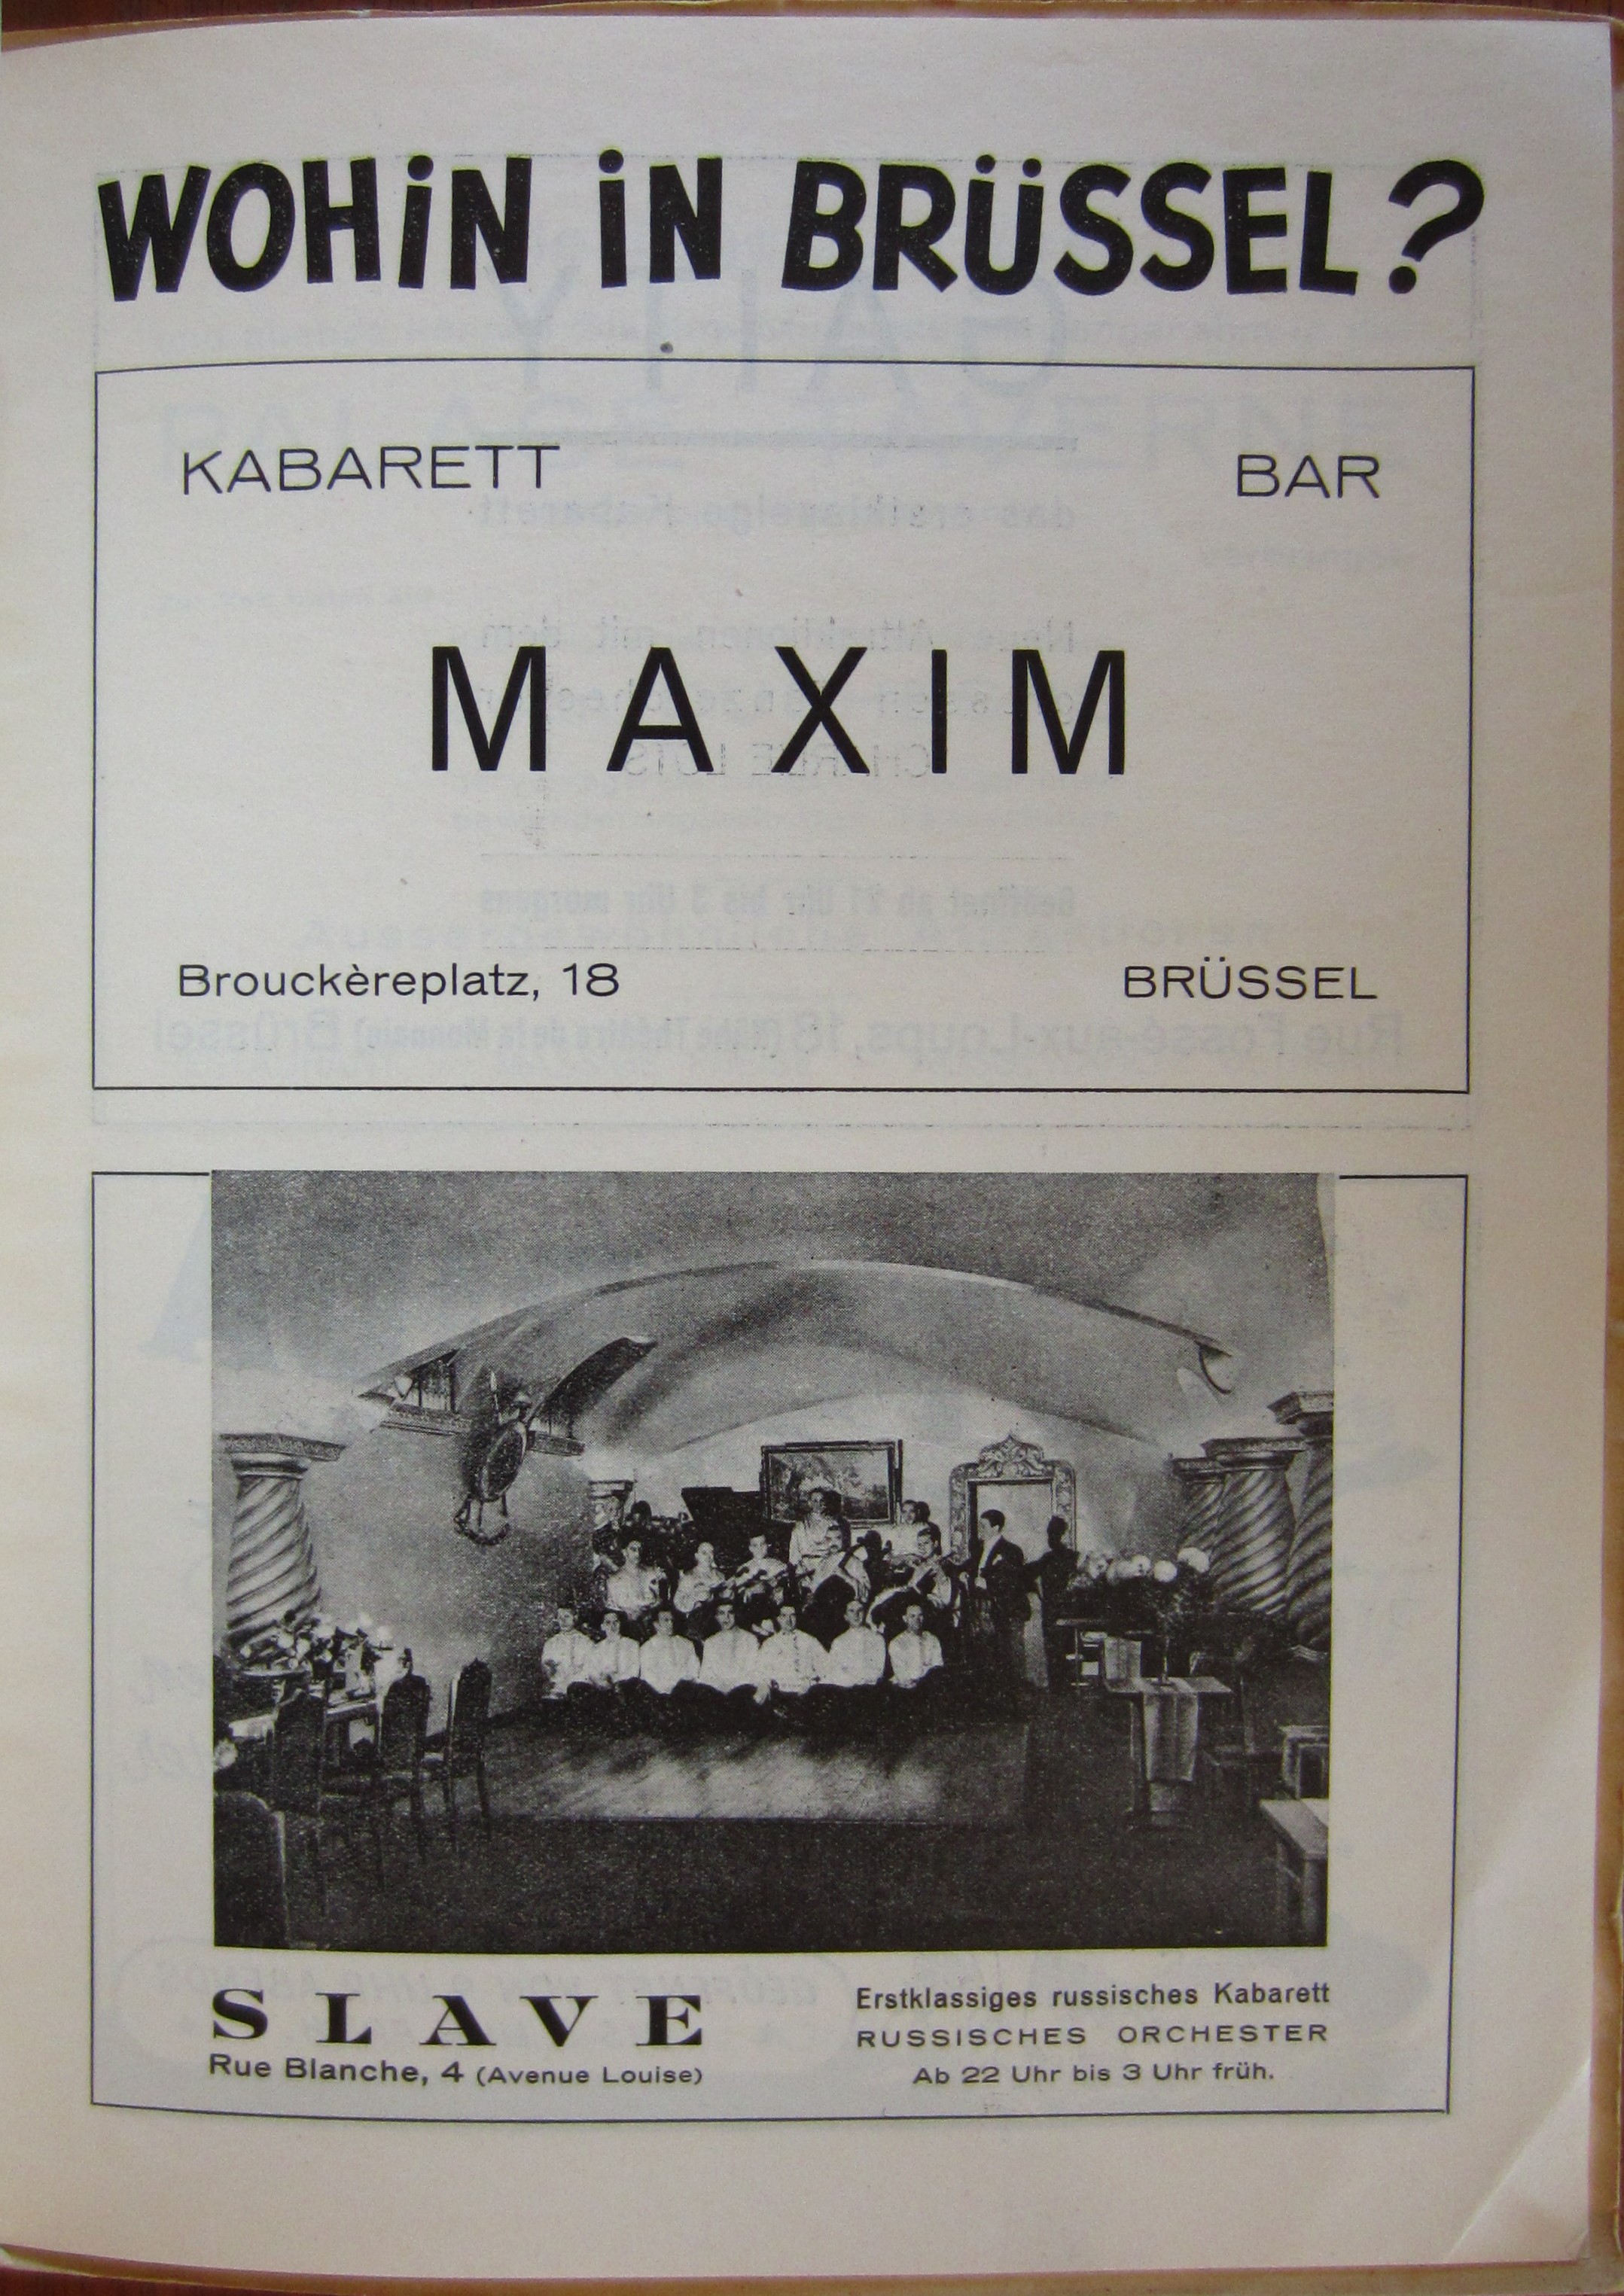 WOHiN iN BRÜSSEL?
KABARETT BAR
MAXIM
Brouckèreplatz, 18 BRÜSSEL
SLAVE
Rue Blanche, 4 (Avenue Louise)
Erstklassiges russisches Kabarett
RUSSISCHES ORCHESTER
Ab 22 Uhr bis 3 Uhr früh.